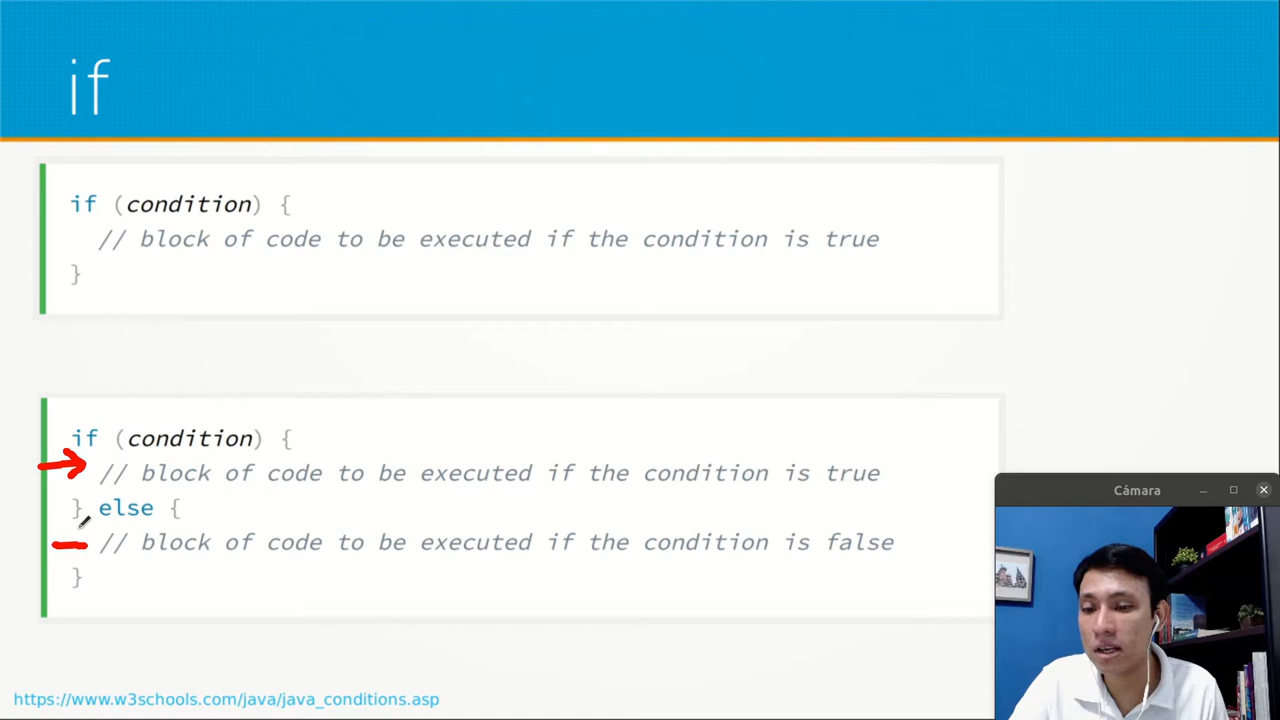 if
if (condition) {
// block of code to be executed if the condition is true
}
if (condition) {
// block of code to be executed if the condition is true
} else {
// block of code to be executed if the condition is false
}
Cámara
https://www.w3schools.com/java/java_conditions.asp